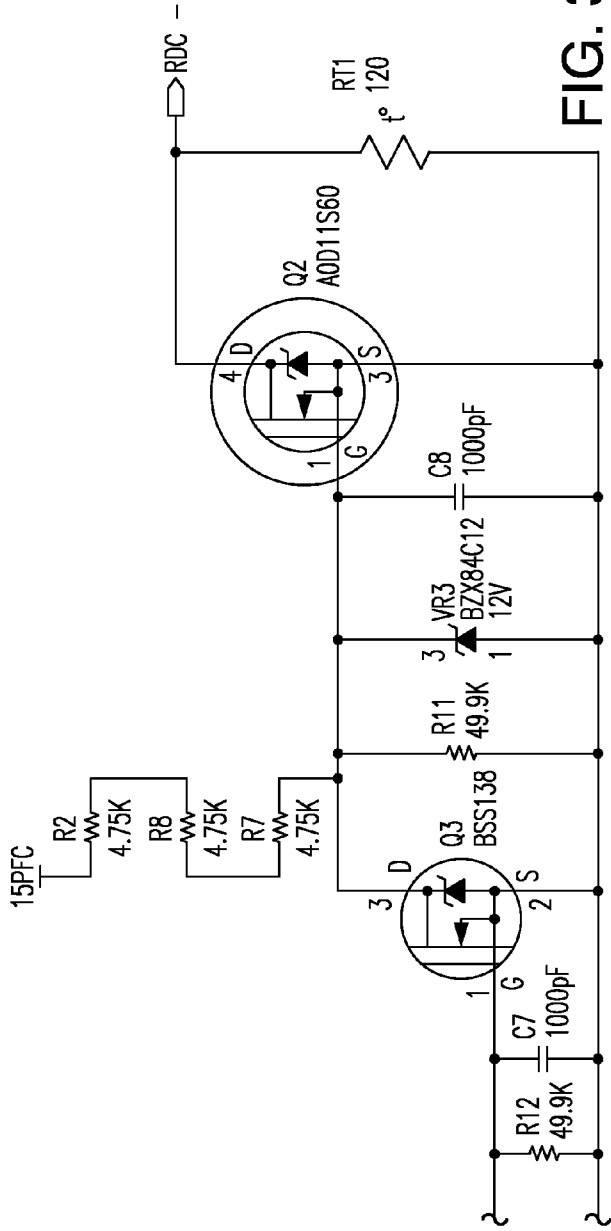 15PFC
R2
4.75K
R8
4.75K
R7
4.75K
RDC -
RT1
120
t°
Q2
AOD11S60
4
D
1
G
3
S
C8
1000pF
VR3
BZX84C12
12V
3
1
R11
49.9K
Q3
BSS138
3
D
1
G
2
S
C7
1000pF
R12
49.9K
FIG.